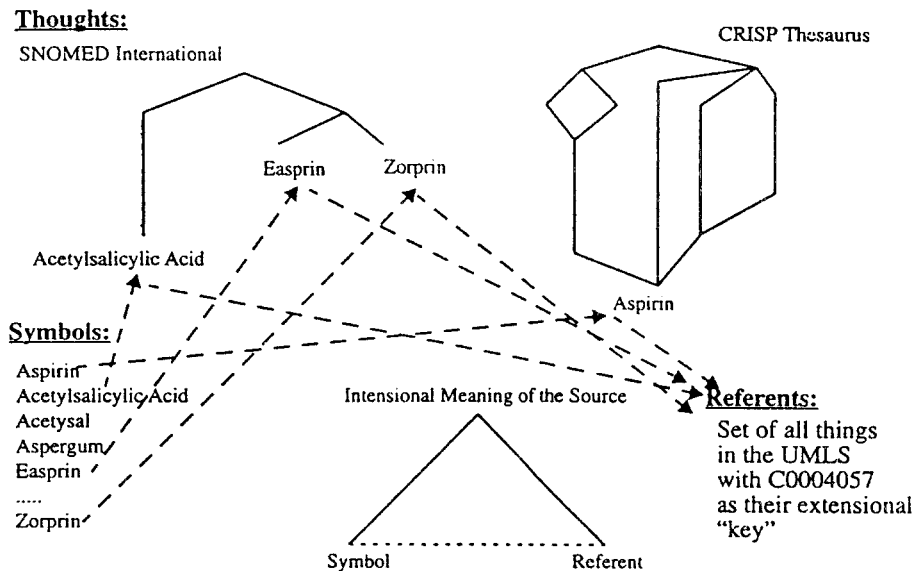 Thoughts:
SNOMED International
CRISP Thesaurus
Easprin
Zorprin
Acetylsalicylic Acid
Aspirin
Symbols:
Aspirin
Acetylsalicylic Acid
Acetysal
Aspergum
Easprin
.....
Zorprin
Intensional Meaning of the Source
Symbol
Referent
Referents:
Set of all things
in the UMLS
with C0004057
as their extensional
“key”